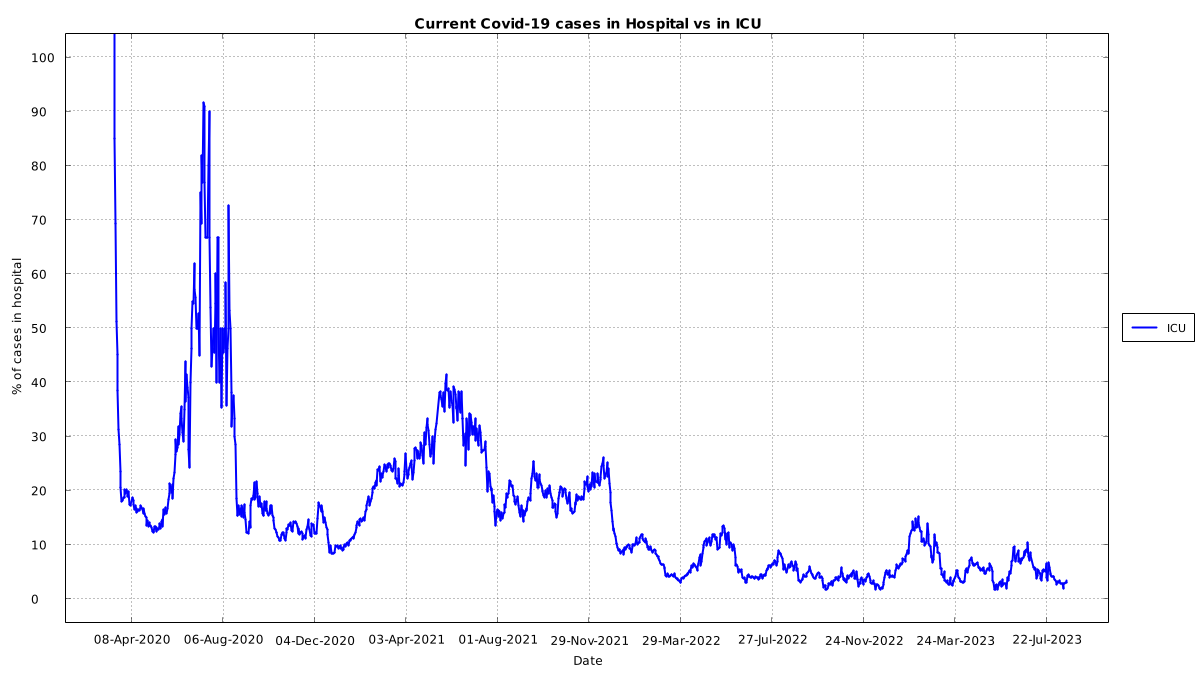 Current Covid-19 cases in Hospital vs in ICU
100
90
80
70
60
50
40
30
20
10
0
% of cases in hospital
ICU
08-Apr-2020 06-Aug-2020 04-Dec-2020 03-Apr-2021 01-Aug-2021 29-Nov-2021 29-Mar-2022 27-Jul-2022 24-Nov-2022 24-Mar-2023 22-Jul-2023
Date